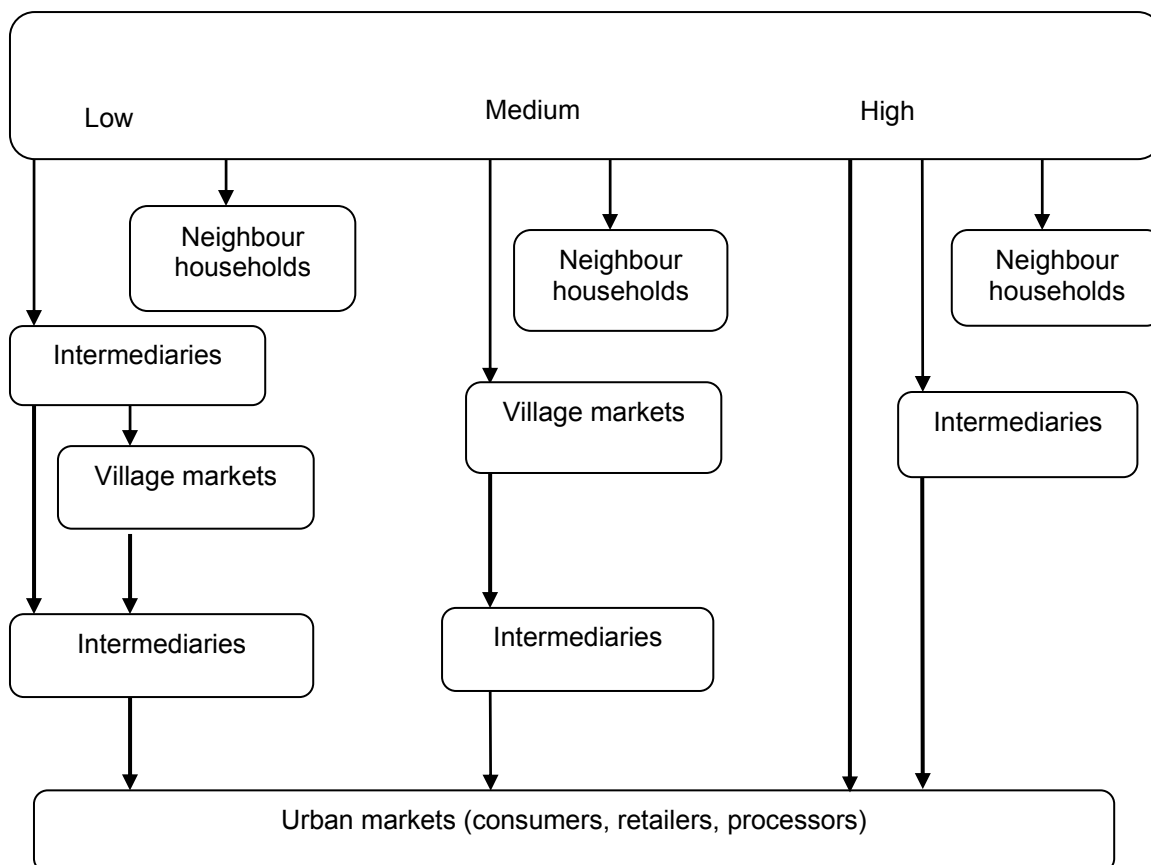 Low
Medium
High
Neighbour
households
Neighbour
households
Neighbour
households
Intermediaries
Village markets
Intermediaries
Village markets
Intermediaries
Intermediaries
Urban markets (consumers, retailers, processors)